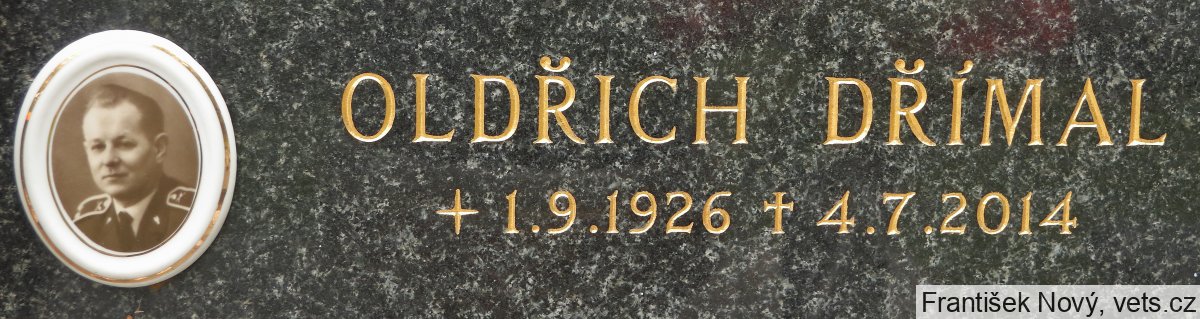 OLDŘICH DŘÍMAL
+ 1.9.1926 ✝ 4.7.2014
František Nový, vets.cz